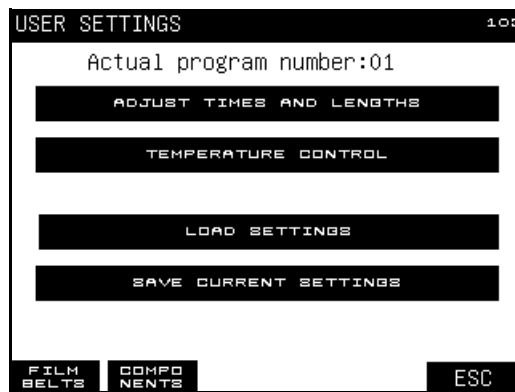 USER SETTINGS
Actual program number:01
ADJUST TIMES AND LENGTHS
TEMPERATURE CONTROL
LOAD SETTINGS
SAVE CURRENT SETTINGS
FILM
BELTS
COMPO
NENTS
ESC